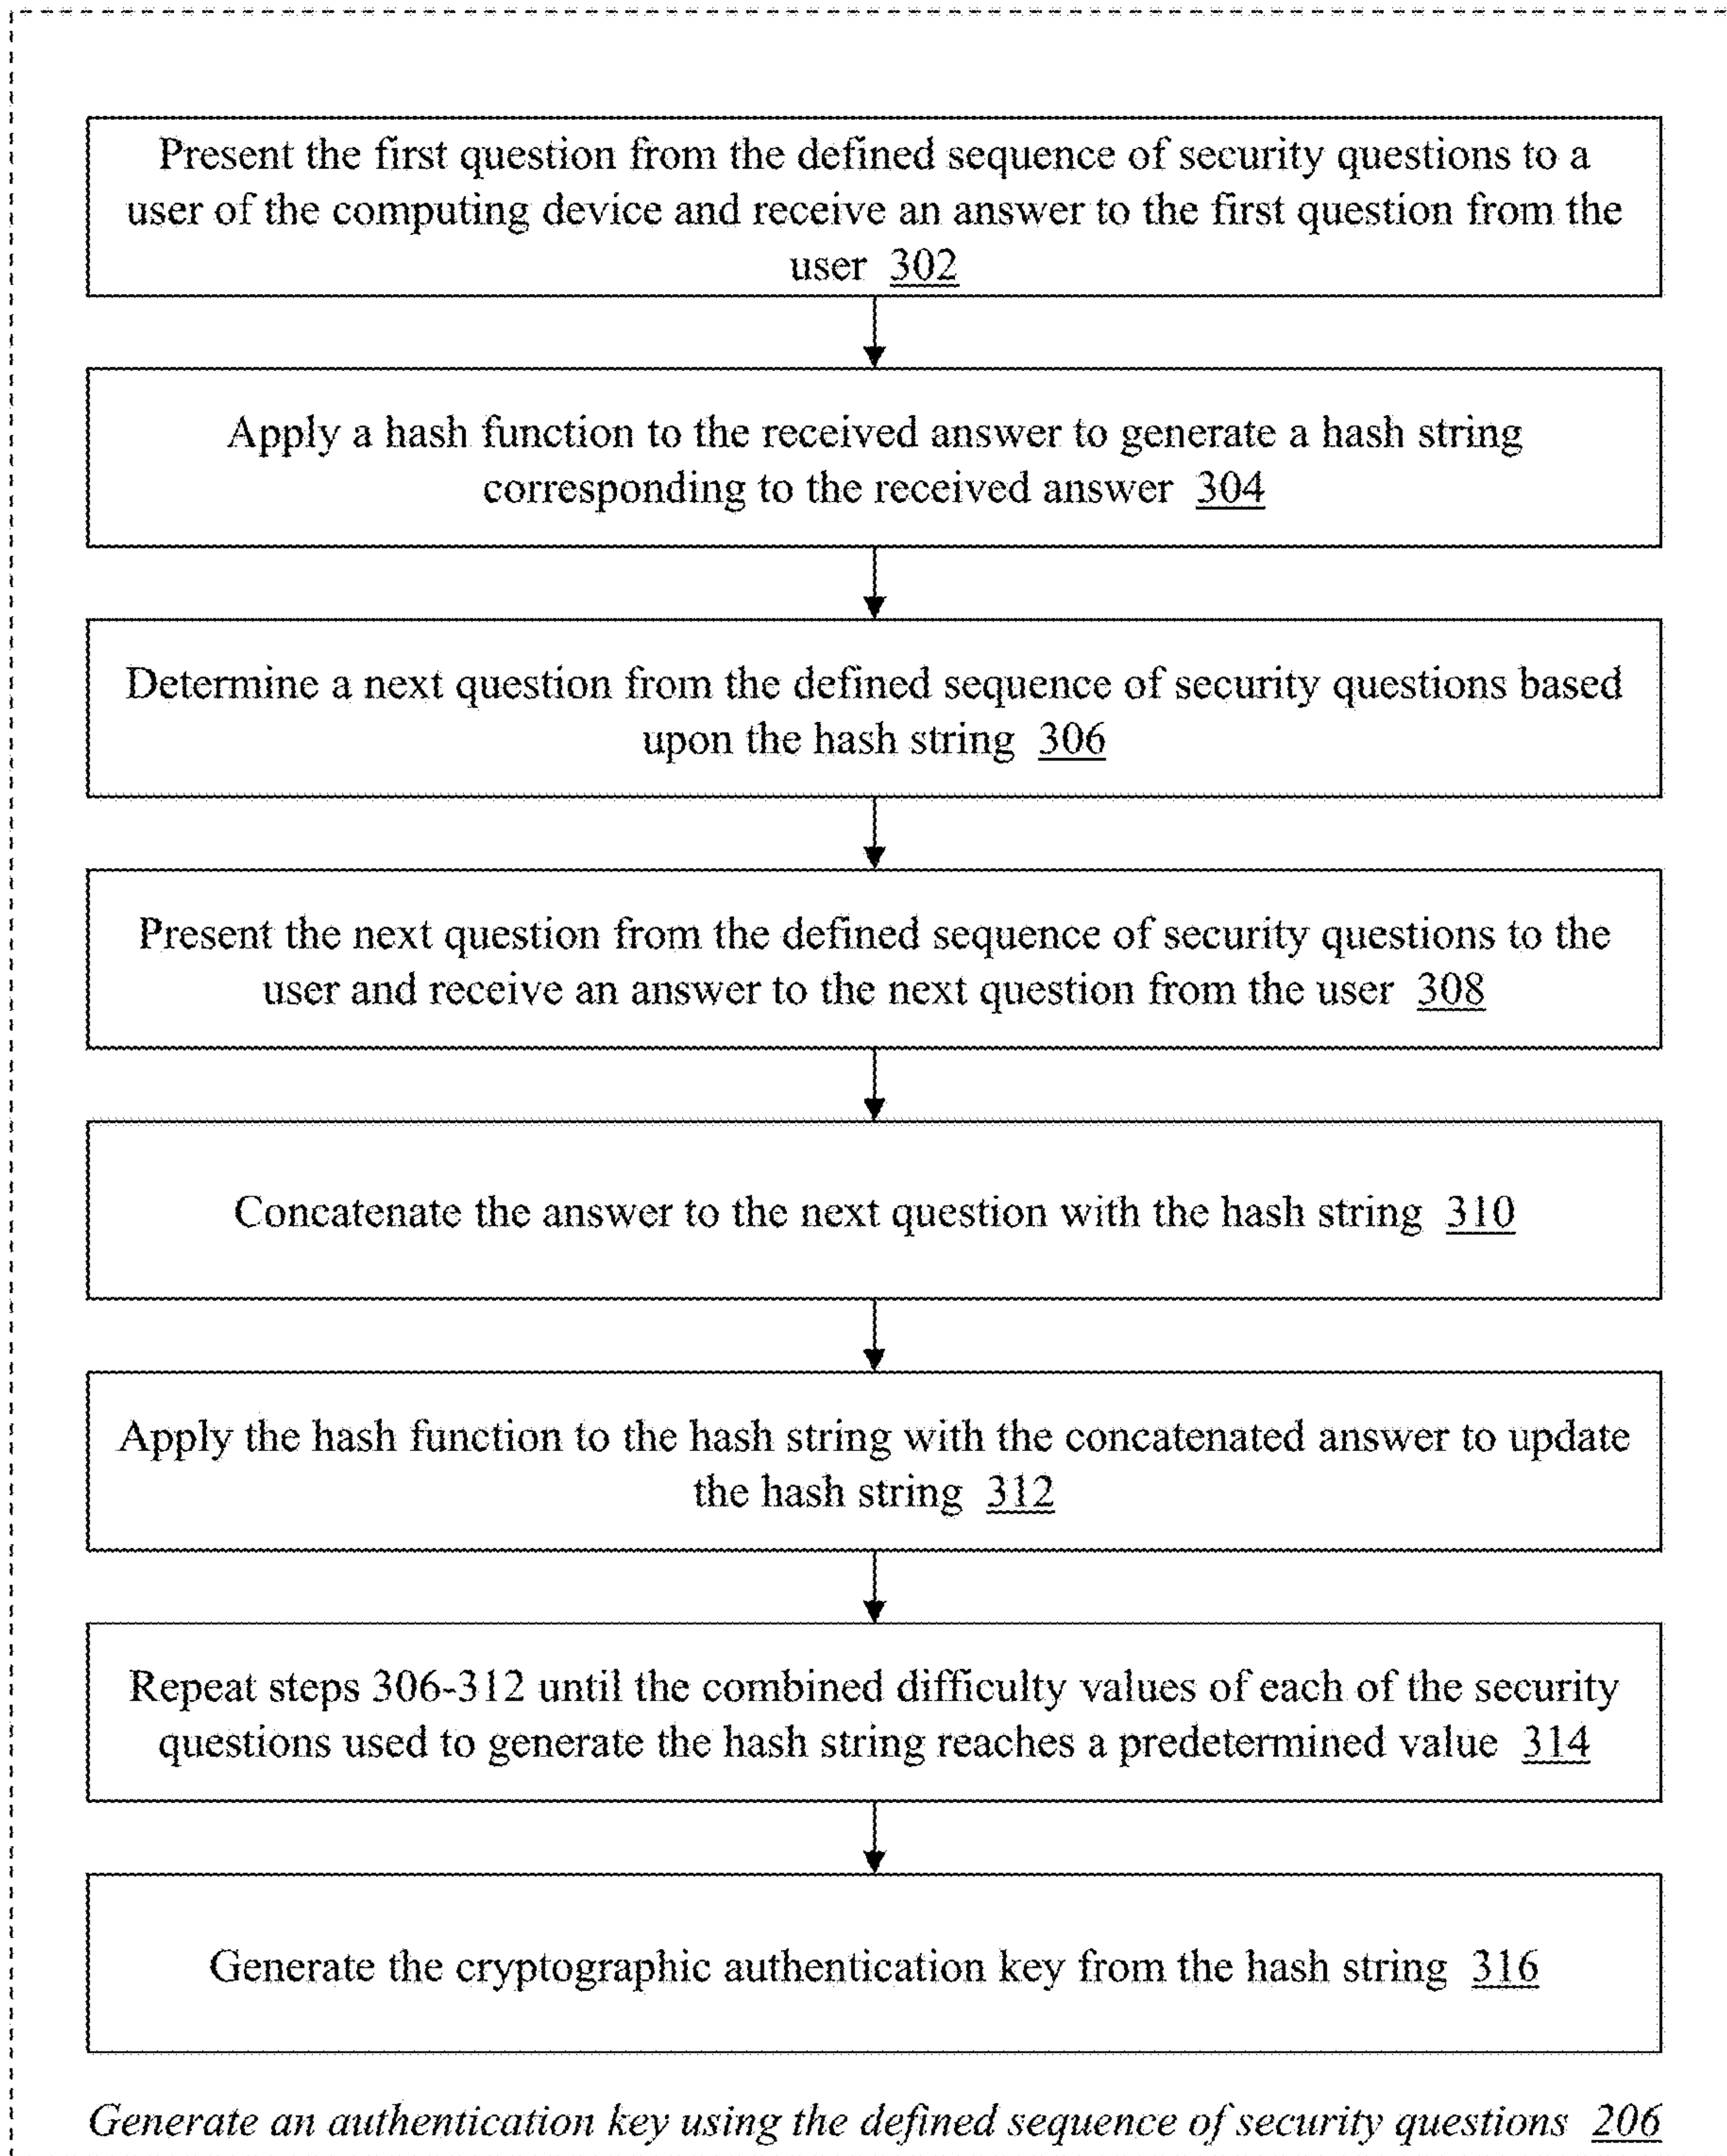 Present the first question from the defined sequence of security questions to a
user of the computing device and receive an answer to the first question from the
user 302
Apply a hash function to the received answer to generate a hash string
corresponding to the received answer 304
Determine a next question from the defined sequence of security questions based
upon the hash string 306
Present the next question from the defined sequence of security questions to the
user and receive an answer to the next question from the user 308
Concatenate the answer to the next question with the hash string 310
Apply the hash function to the hash string with the concatenated answer to update
the hash string 312
Repeat steps 306-312 until the combined difficulty values of each of the security
questions used to generate the hash string reaches a predetermined value 314
Generate the cryptographic authentication key from the hash string 316
Generate an authentication key using the defined sequence of security questions 206